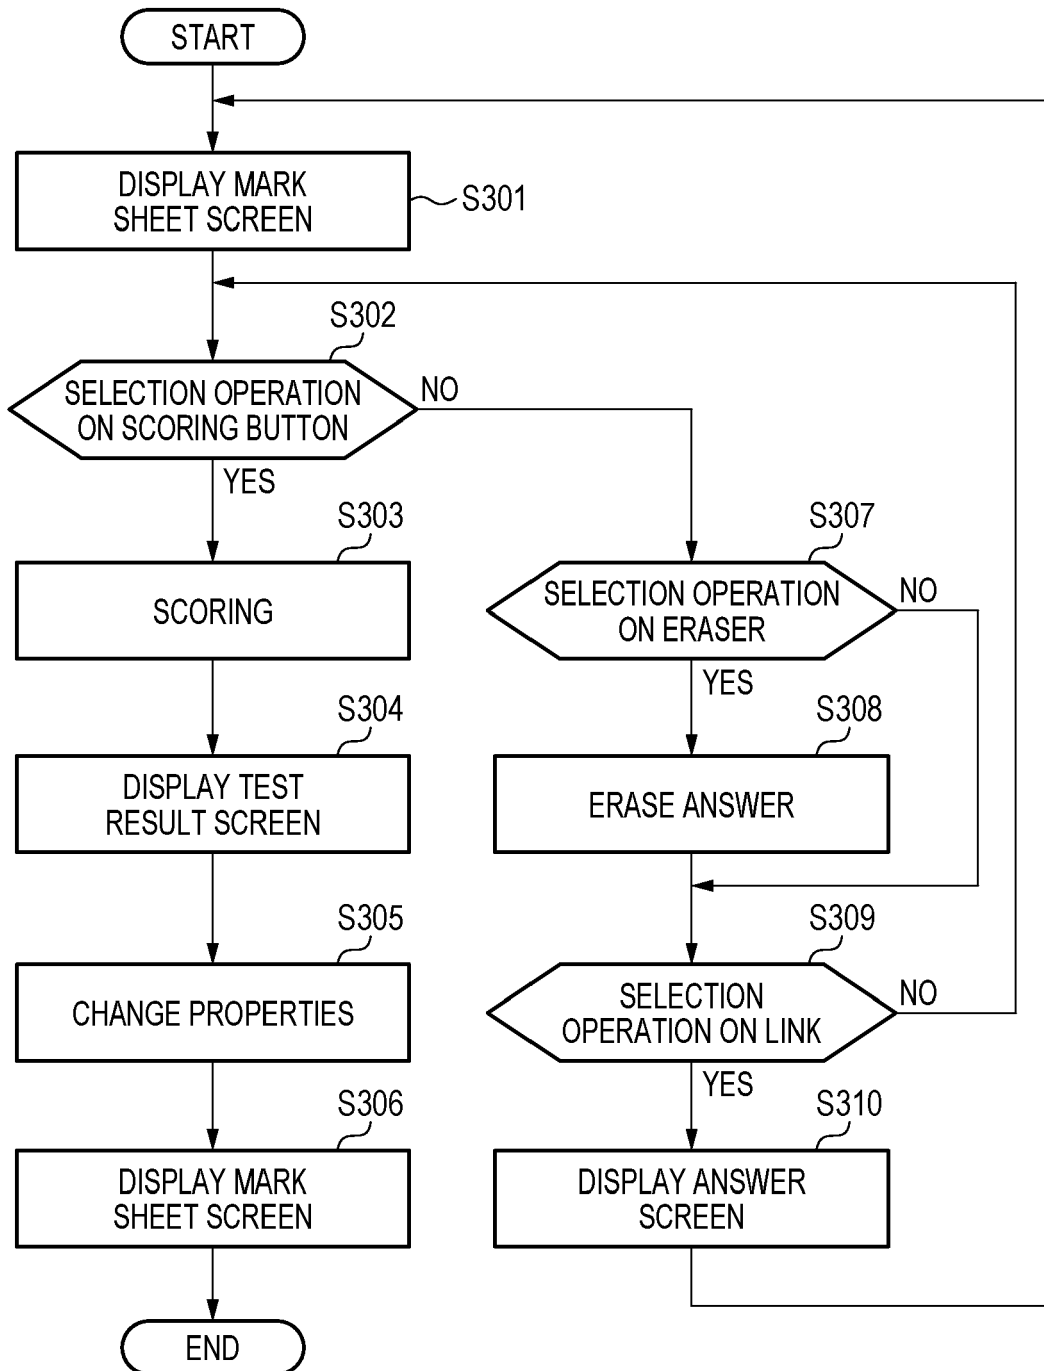 START
DISPLAY MARK
SHEET SCREEN
S301
S302
SELECTION OPERATION
ON SCORING BUTTON
NO
YES
S303
SCORING
S304
DISPLAY TEST
RESULT SCREEN
S305
CHANGE PROPERTIES
S306
DISPLAY MARK
SHEET SCREEN
END
S307
SELECTION OPERATION
ON ERASER
NO
YES
S308
ERASE ANSWER
S309
SELECTION
OPERATION ON LINK
NO
YES
S310
DISPLAY ANSWER
SCREEN